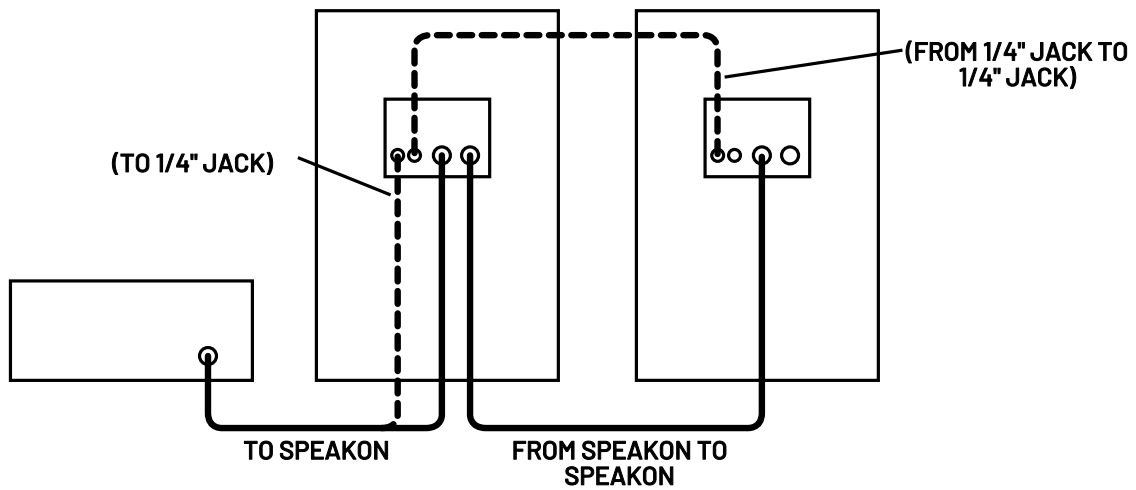 (FROM 1/4" JACK TO
1/4" JACK)
(TO 1/4" JACK)
TO SPEAKON
FROM SPEAKON TO
SPEAKON